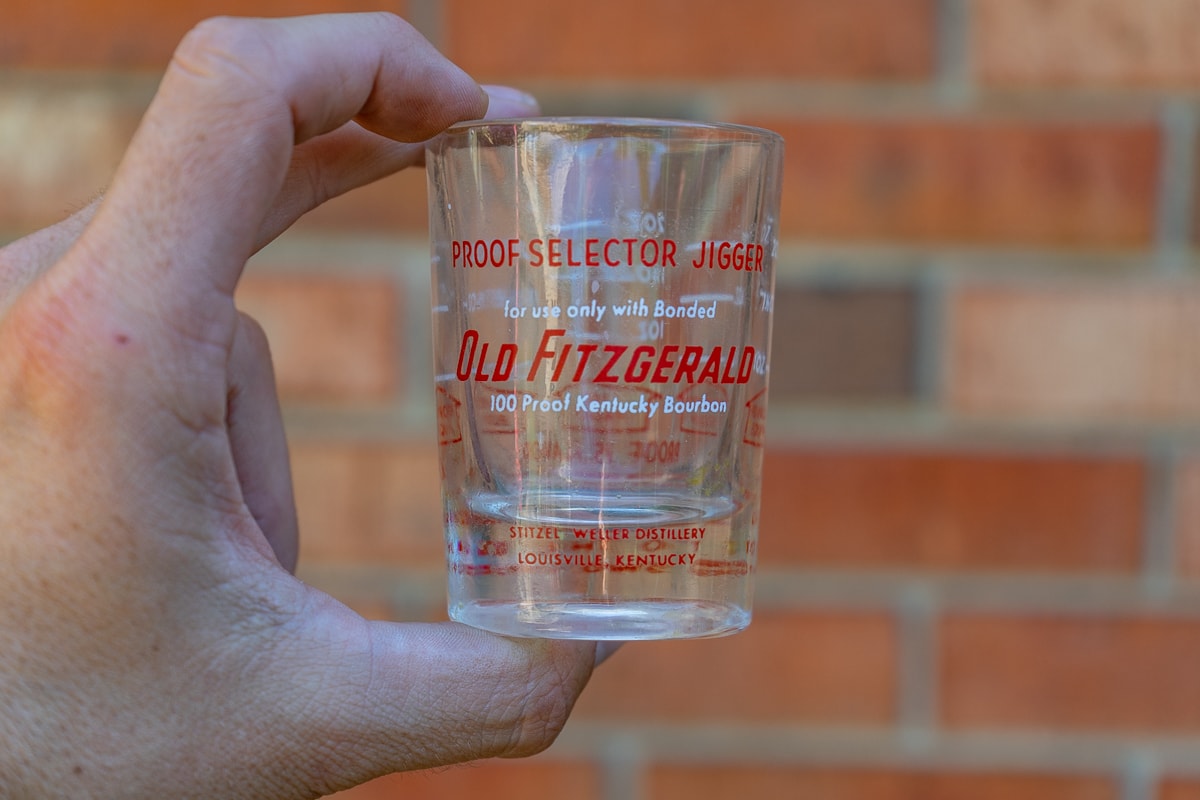 PROOF SELECTOR JIGGER
for use only with Bonded
OLD FITZGERALD
100 Proof Kentucky Bourbon
STITZEL WELLER DISTILLERY
LOUISVILLE, KENTUCKY